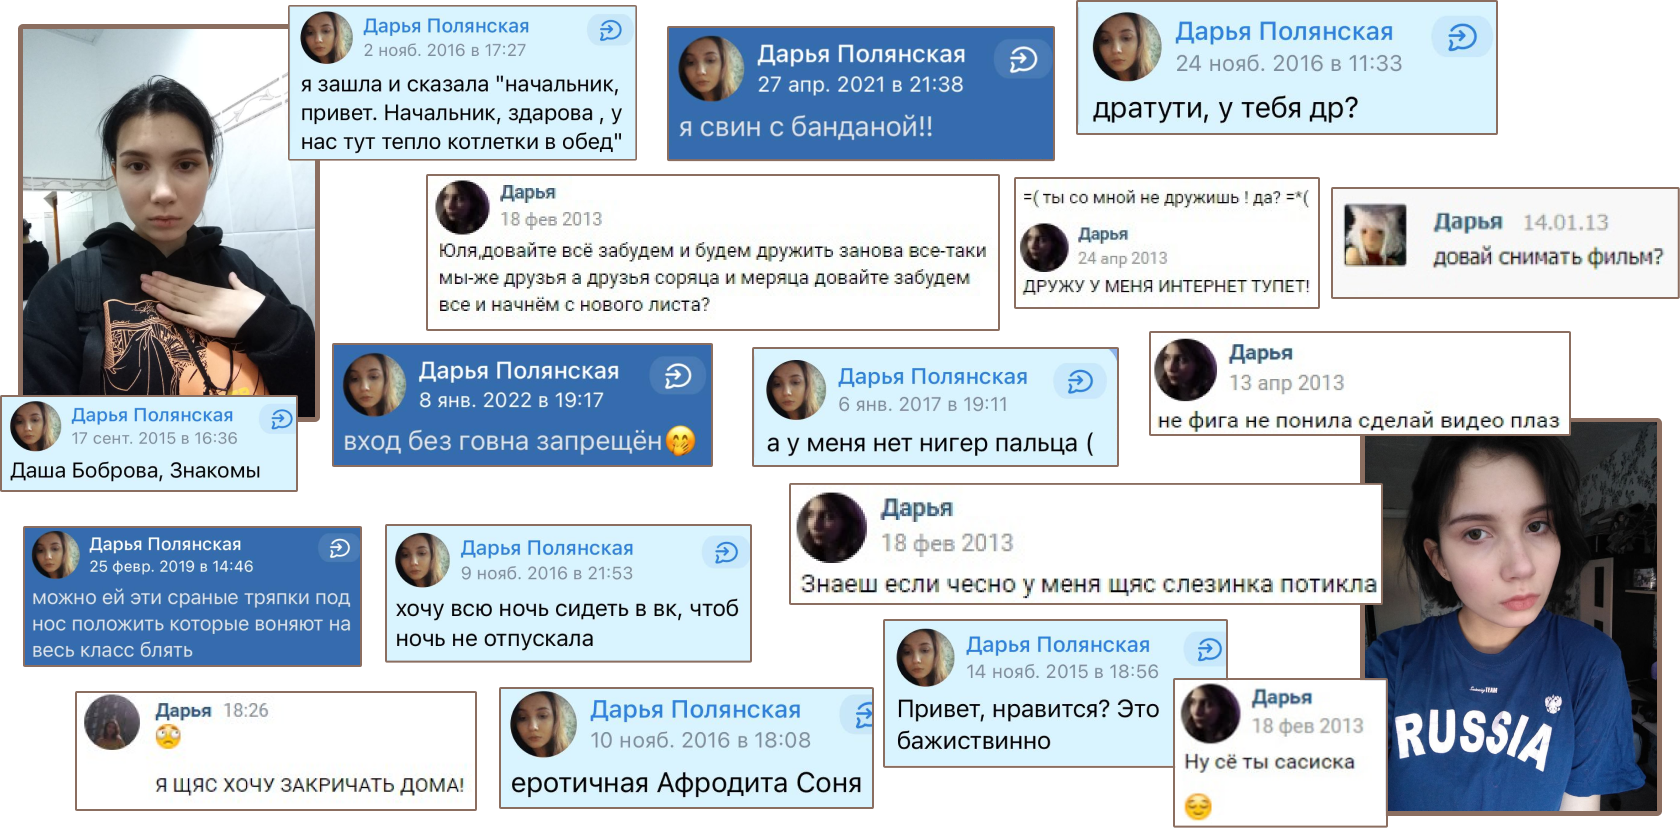 Дарья Полянская
2 нояб. 2016 в 17:27
я зашла и сказала "начальник,
привет. Начальник, здарова , у
нас тут тепло котлетки в обед"
Дарья Полянская
27 апр. 2021 в 21:38
я свин с банданой!!
Дарья Полянская
24 нояб. 2016 в 11:33
дратути, у тебя др?
Дарья
18 фев 2013
Юля,довайте всё забудем и будем дружить занова все-таки
мы-же друзья а друзья соряца и меряца довайте забудем
все и начнём с нового листа?
=( ты со мной не дружишь ! да? =*(
Дарья
24 апр 2013
ДРУЖУ У МЕНЯ ИНТЕРНЕТ ТУПЕТ!
Дарья 14.01.13
довай снимать фильм?
Дарья Полянская
17 сент. 2015 в 16:36
Даша Боброва, Знакомы
Дарья Полянская
8 янв. 2022 в 19:17
вход без говна запрещён🤭
Дарья Полянская
6 янв. 2017 в 19:11
а у меня нет нигер пальца (
Дарья
13 апр 2013
не фига не понила сделай видео плаз
Дарья
18 фев 2013
Знаеш если чесно у меня щяс слезинка потикла
Дарья Полянская
25 февр. 2019 в 14:46
можно ей эти сраные тряпки под
нос положить которые воняют на
весь класс блять
Дарья Полянская
9 нояб. 2016 в 21:53
хочу всю ночь сидеть в вк, чтоб
ночь не отпускала
Дарья Полянская
14 нояб. 2015 в 18:56
Привет, нравится? Это
бажиствинно
Дарья 18:26
😳
Я ЩЯС ХОЧУ ЗАКРИЧАТЬ ДОМА!
Дарья Полянская
10 нояб. 2016 в 18:08
еротичная Афродита Соня
Дарья
18 фев 2013
Ну сё ты сасиска
😌
TEAM
RUSSIA